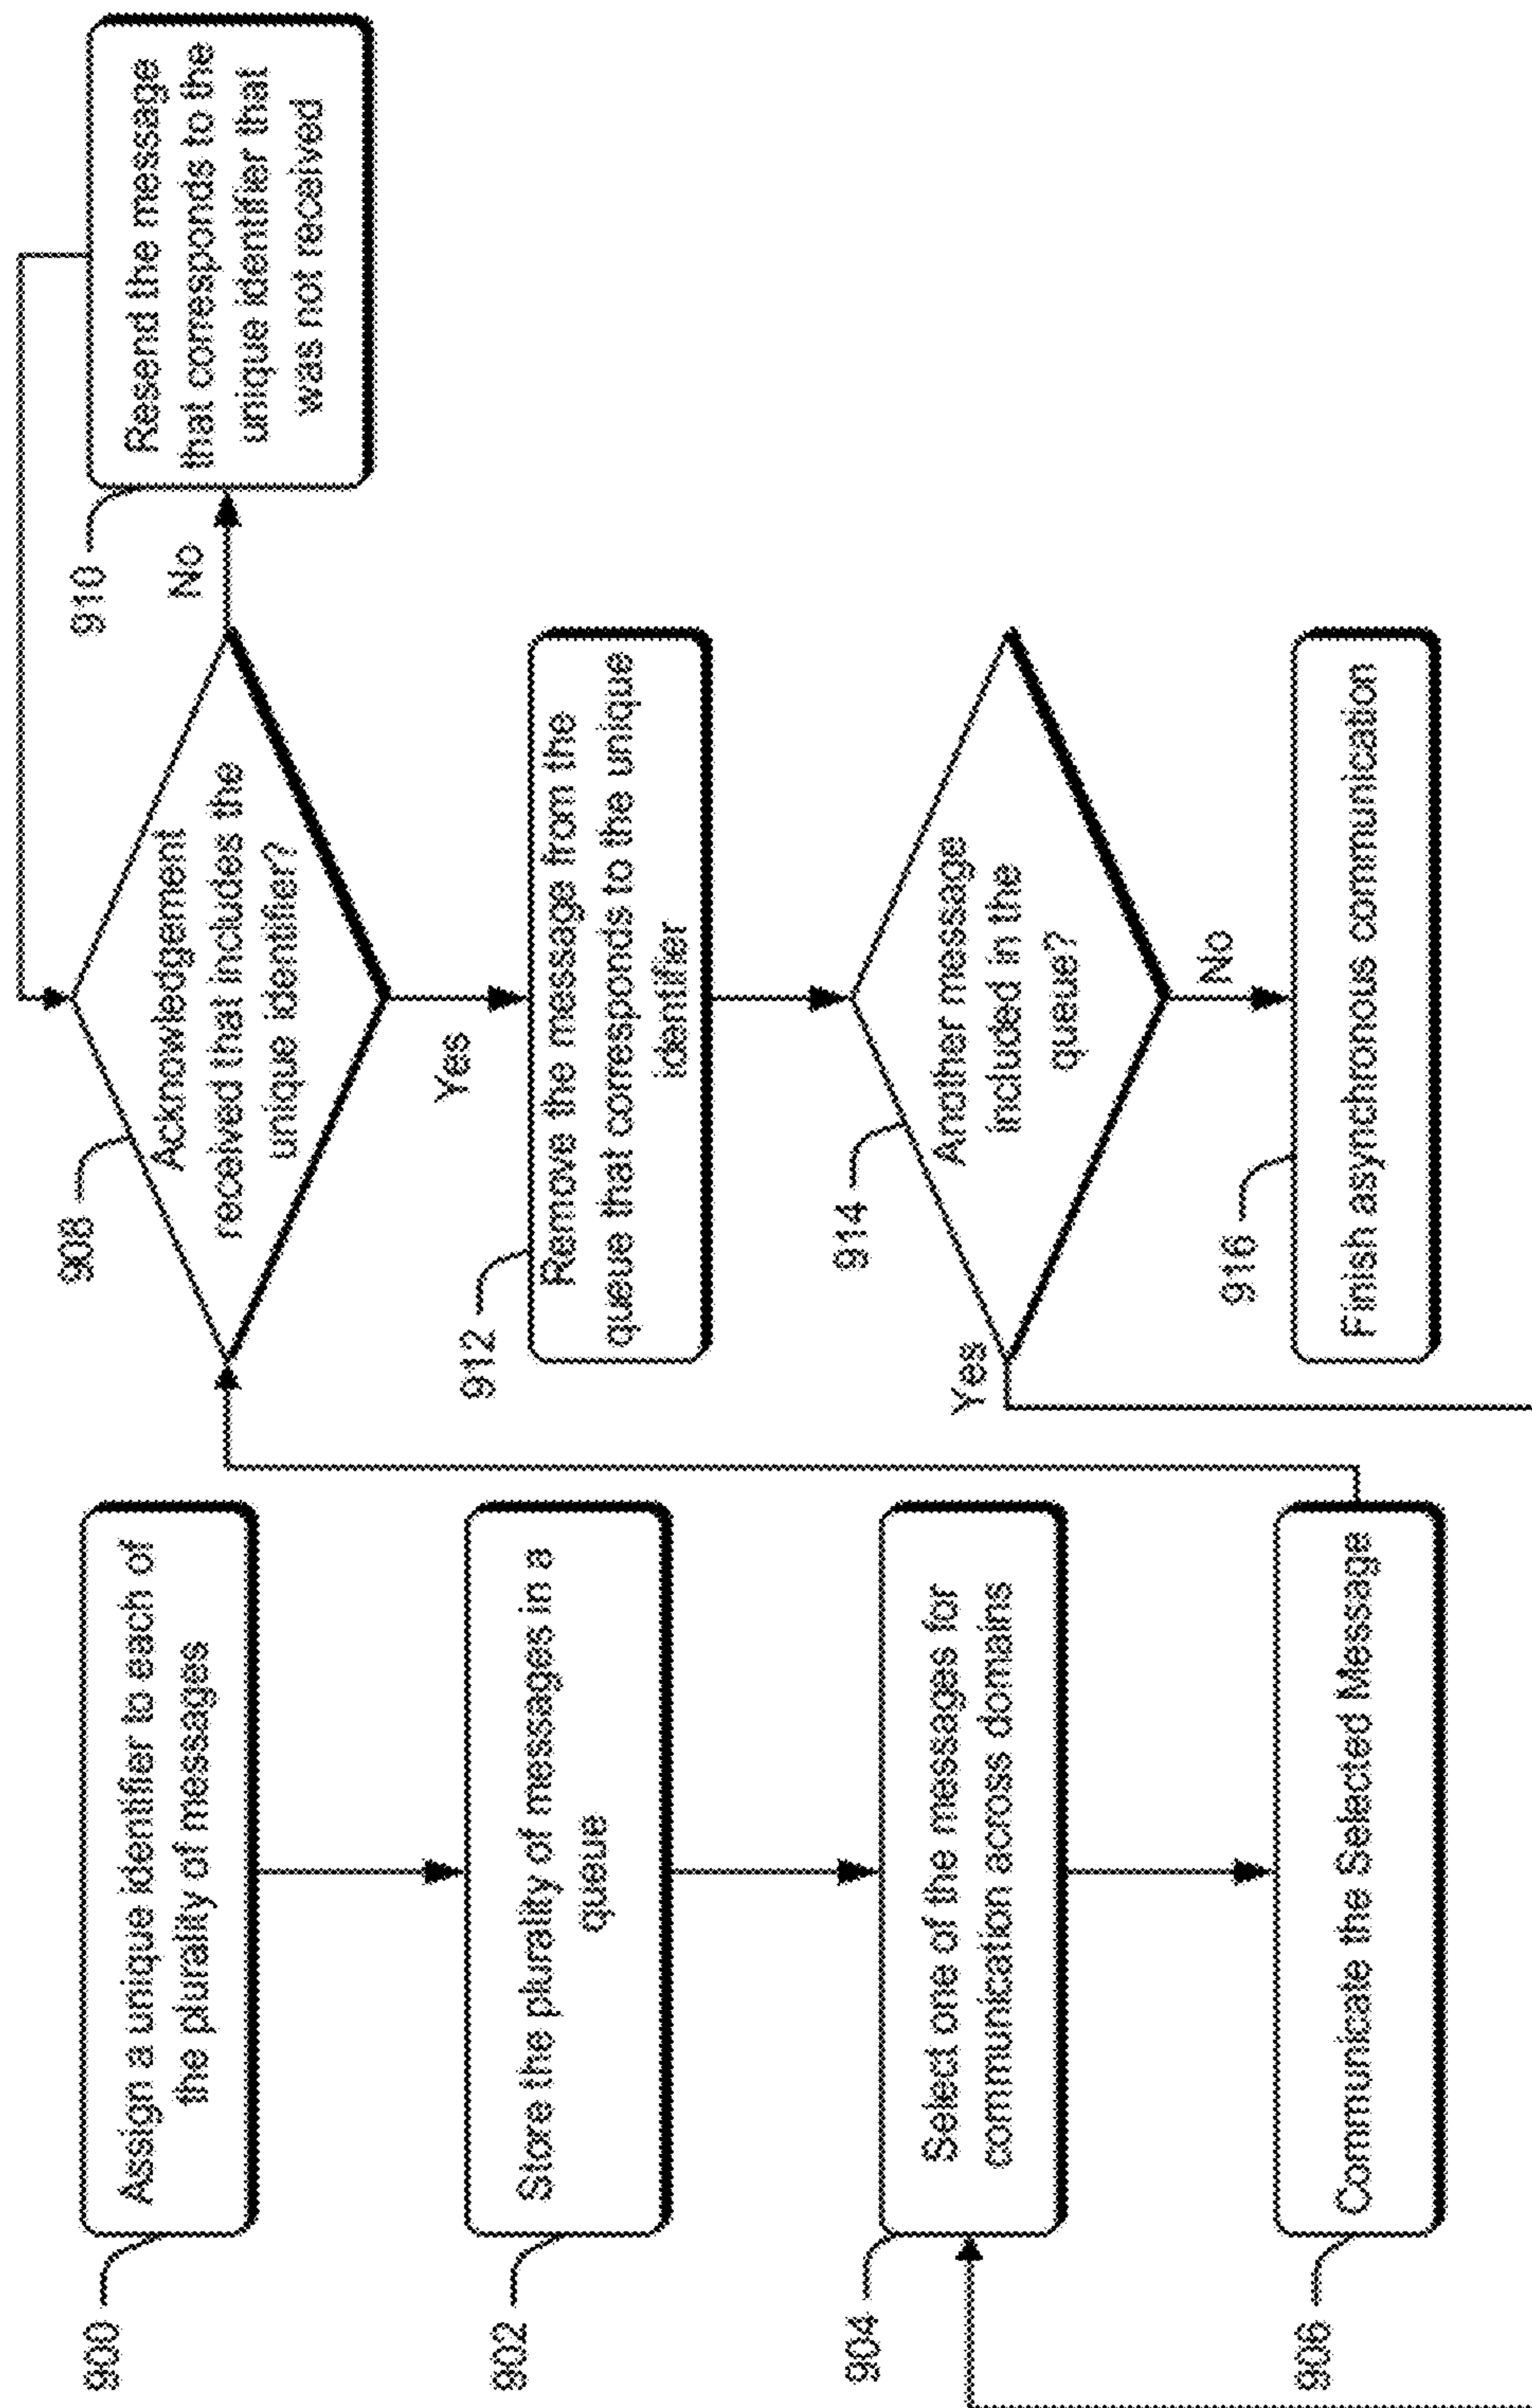 900
Assign a unique identifier to each of
the plurality of messages
902
Store the plurality of messages in a
queue
904
Select one of the messages for
communication across domains
906
Communicate the Selected Message
908
Acknowledgement
received that includes the
unique identifier?
No
910
Resend the message
that corresponds to the
unique identifier that
was not received
Yes
912
Remove the message from the
queue that corresponds to the unique
identifier
914
Another message
included in the
queue?
Yes
No
916
Finish asynchronous communication